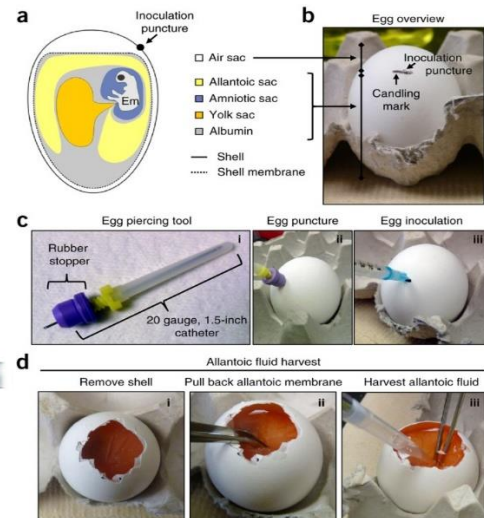 a
Inoculation
puncture
Em
Air sac
Allantoic sac
Amniotic sac
Yolk sac
Albumin
Shell
Shell membrane
b
Egg overview
Inoculation
puncture
Candling
mark
c
Egg piercing tool
Egg puncture
Egg inoculation
Rubber
stopper
i
20 gauge, 1.5-inch
catheter
ii
iii
d
Allantoic fluid harvest
Remove shell
Pull back allantoic membrane
Harvest allantoic fluid
i
ii
iii